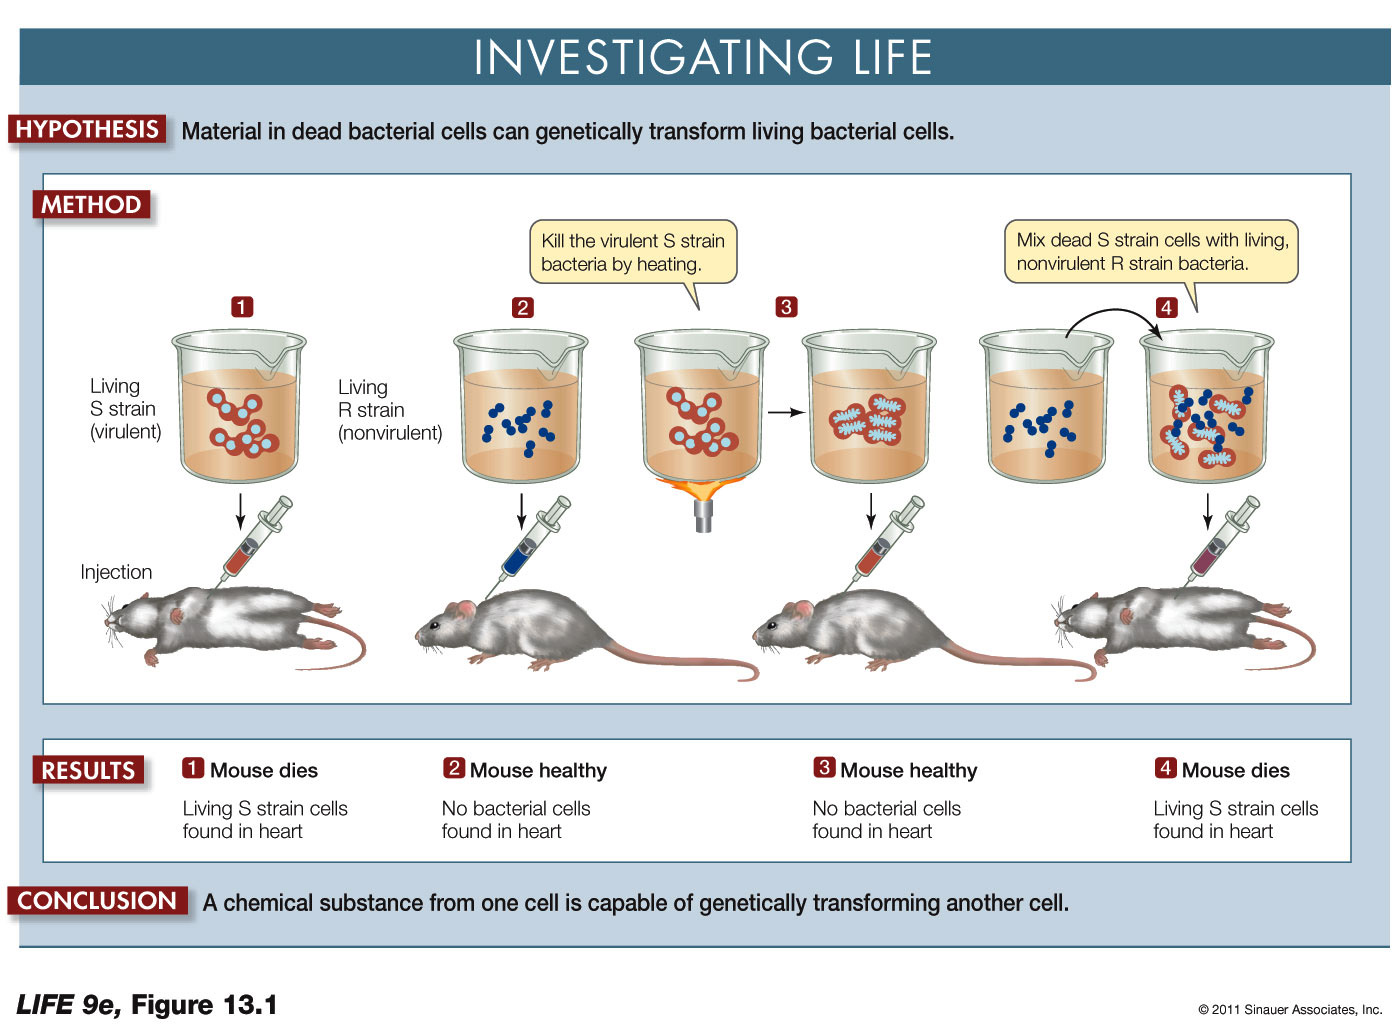 INVESTIGATING LIFE
HYPOTHESIS Material in dead bacterial cells can genetically transform living bacterial cells.
METHOD
Kill the virulent S strain
bacteria by heating.
Mix dead S strain cells with living,
nonvirulent R strain bacteria.
1
2
3
4
Living
S strain
(virulent)
Living
R strain
(nonvirulent)
Injection
RESULTS
1 Mouse dies
Living S strain cells
found in heart
2 Mouse healthy
No bacterial cells
found in heart
3 Mouse healthy
No bacterial cells
found in heart
4 Mouse dies
Living S strain cells
found in heart
CONCLUSION A chemical substance from one cell is capable of genetically transforming another cell.
LIFE 9e, Figure 13.1
© 2011 Sinauer Associates, Inc.